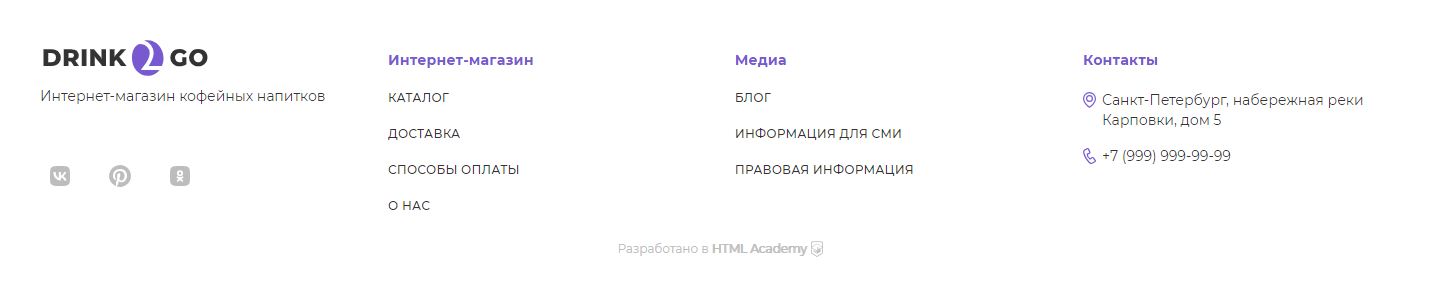 DRINK 2 GO
Интернет-магазин кофейных напитков
Интернет-магазин
КАТАЛОГ
ДОСТАВКА
СПОСОБЫ ОПЛАТЫ
О НАС
Медиа
БЛОГ
ИНФОРМАЦИЯ ДЛЯ СМИ
ПРАВОВАЯ ИНФОРМАЦИЯ
Контакты
Санкт-Петербург, набережная реки
Карповки, дом 5
+7 (999) 999-99-99
Разработано в HTML Academy